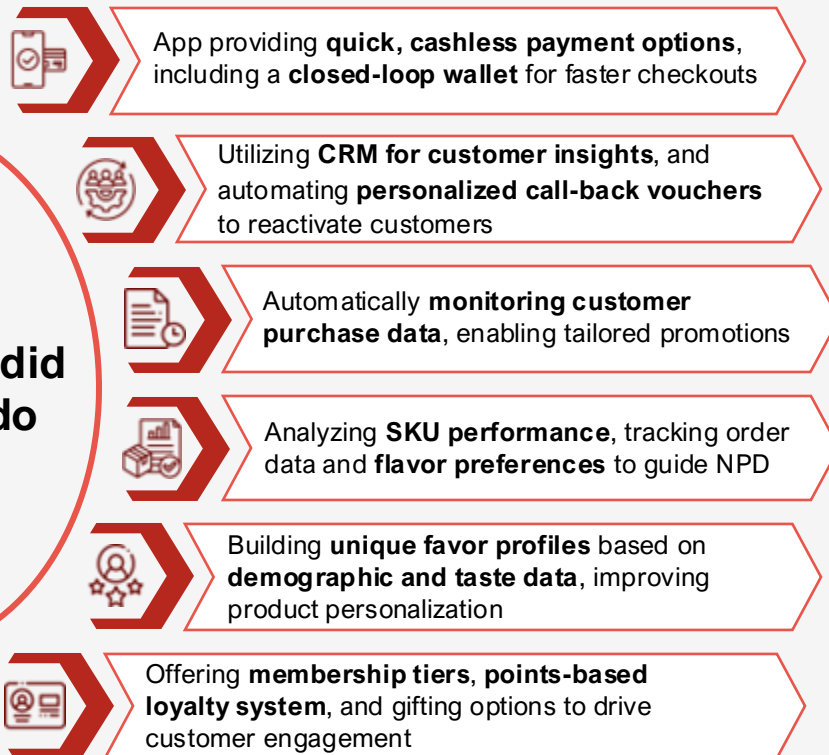 App providing quick, cashless payment options,
including a closed-loop wallet for faster checkouts
Utilizing CRM for customer insights, and
automating personalized call-back vouchers
to reactivate customers
did
do
Automatically monitoring customer
purchase data, enabling tailored promotions
Analyzing SKU performance, tracking order
data and flavor preferences to guide NPD
Building unique favor profiles based on
demographic and taste data, improving
product personalization
Offering membership tiers, points-based
loyalty system, and gifting options to drive
customer engagement